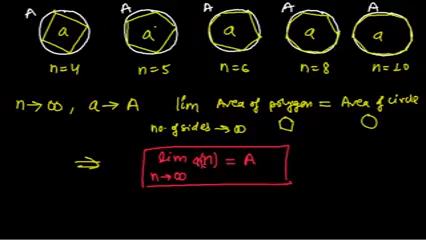 A A A A A
a a a a a
n=4 n=5 n=6 n=8 n=10
n→∞, a→A lim Area of polygon = Area of circle
no. of sides →∞
⇒ lim a(n) = A
n→∞